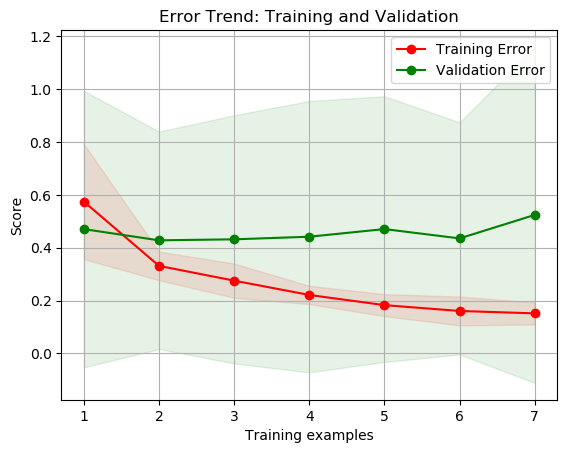 Error Trend: Training and Validation
1.2
1.0
0.8
0.6
0.4
0.2
0.0
Score
Training Error
Validation Error
1 2 3 4 5 6 7
Training examples